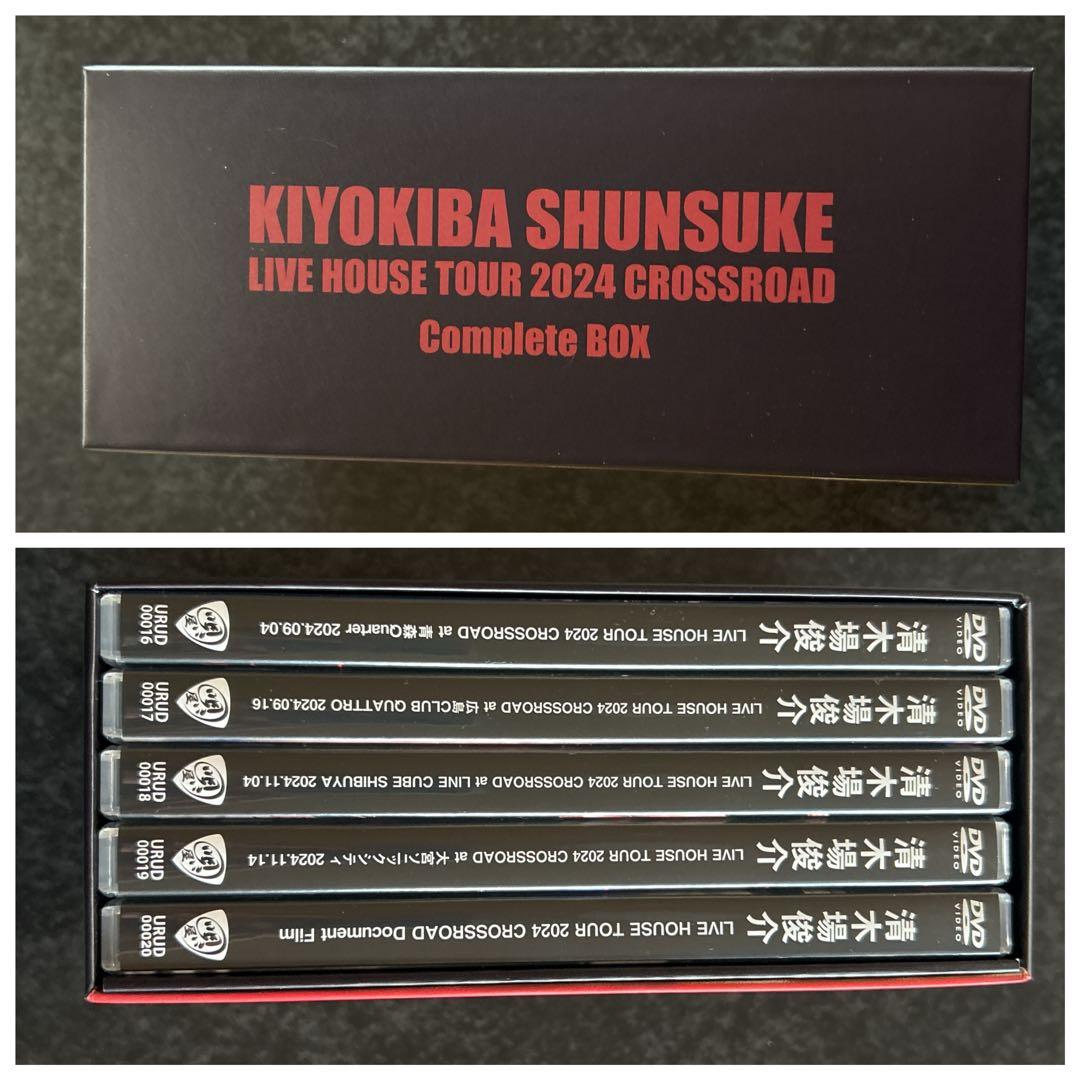 KIYOKIBA SHUNSUKE
LIVE HOUSE TOUR 2024 CROSSROAD
Complete BOX
DVD VIDEO 清木場俊介 LIVE HOUSE TOUR 2024 CROSSROAD at 青森Quarter 2024.09.04 URUD 00016
DVD VIDEO 清木場俊介 LIVE HOUSE TOUR 2024 CROSSROAD at 広島CLUB QUATTRO 2024.09.16 URUD 00017
DVD VIDEO 清木場俊介 LIVE HOUSE TOUR 2024 CROSSROAD at LINE CUBE SHIBUYA 2024.11.04 URUD 00018
DVD VIDEO 清木場俊介 LIVE HOUSE TOUR 2024 CROSSROAD at 大宮ソニックシティ 2024.11.14 URUD 00019
DVD VIDEO 清木場俊介 LIVE HOUSE TOUR 2024 CROSSROAD Document Film URUD 00020